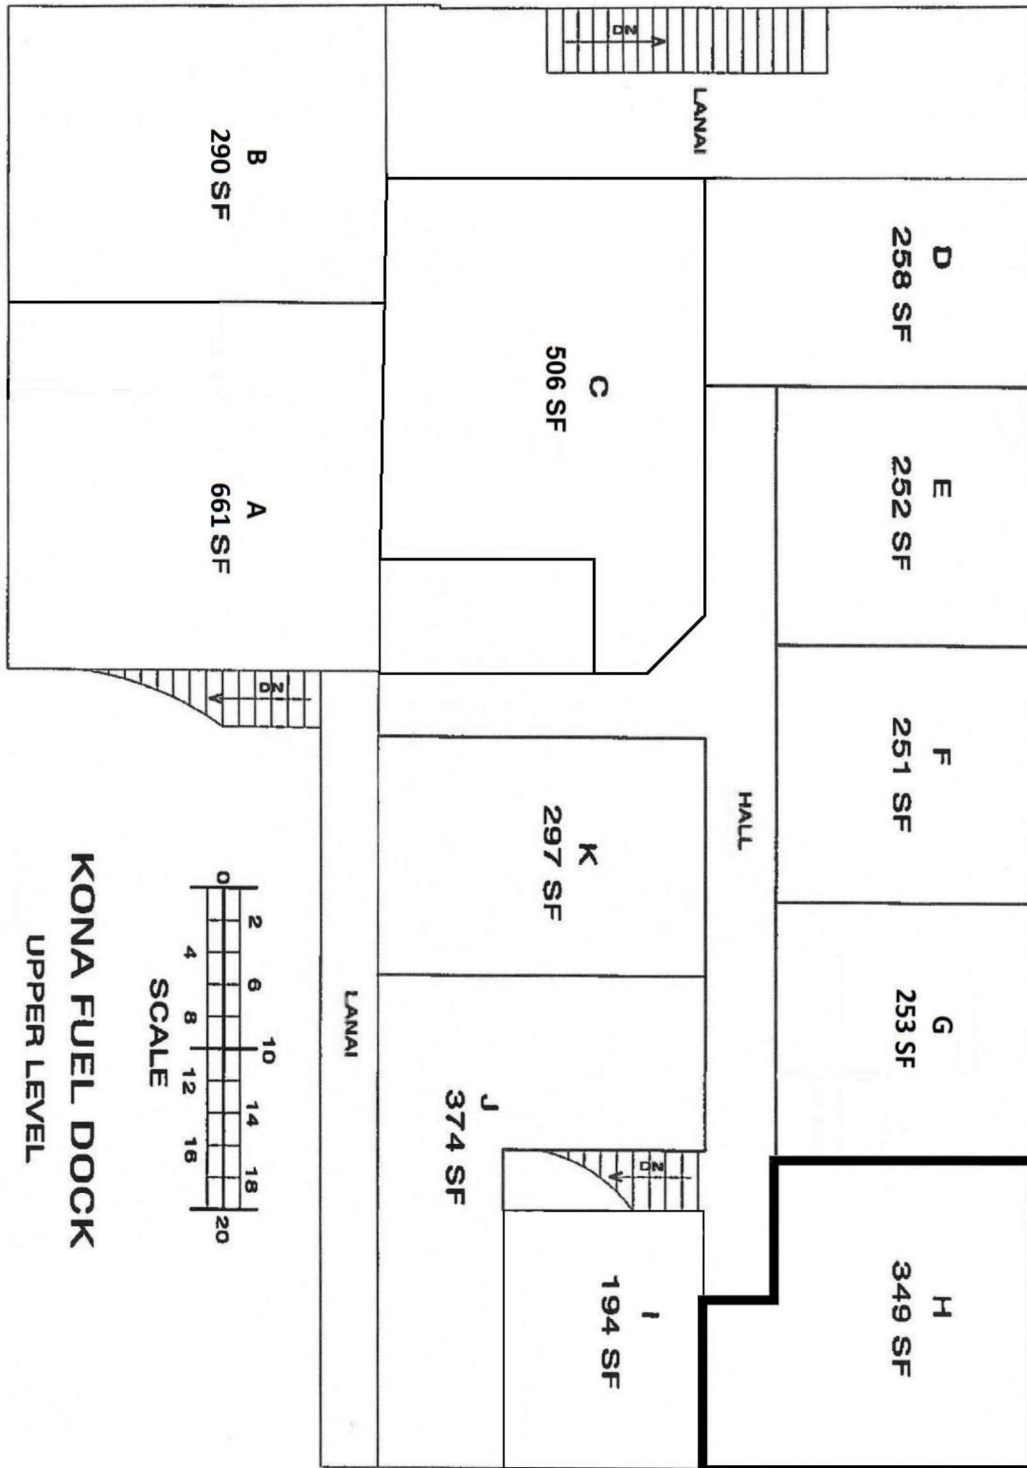 DN
LANAI
B
290 SF
D
258 SF
C
506 SF
E
252 SF
A
661 SF
F
251 SF
DN
HALL
K
297 SF
G
253 SF
LANAI
J
374 SF
DN
H
349 SF
I
194 SF
0 2 4 6 8 10 12 14 16 18 20
SCALE
KONA FUEL DOCK
UPPER LEVEL